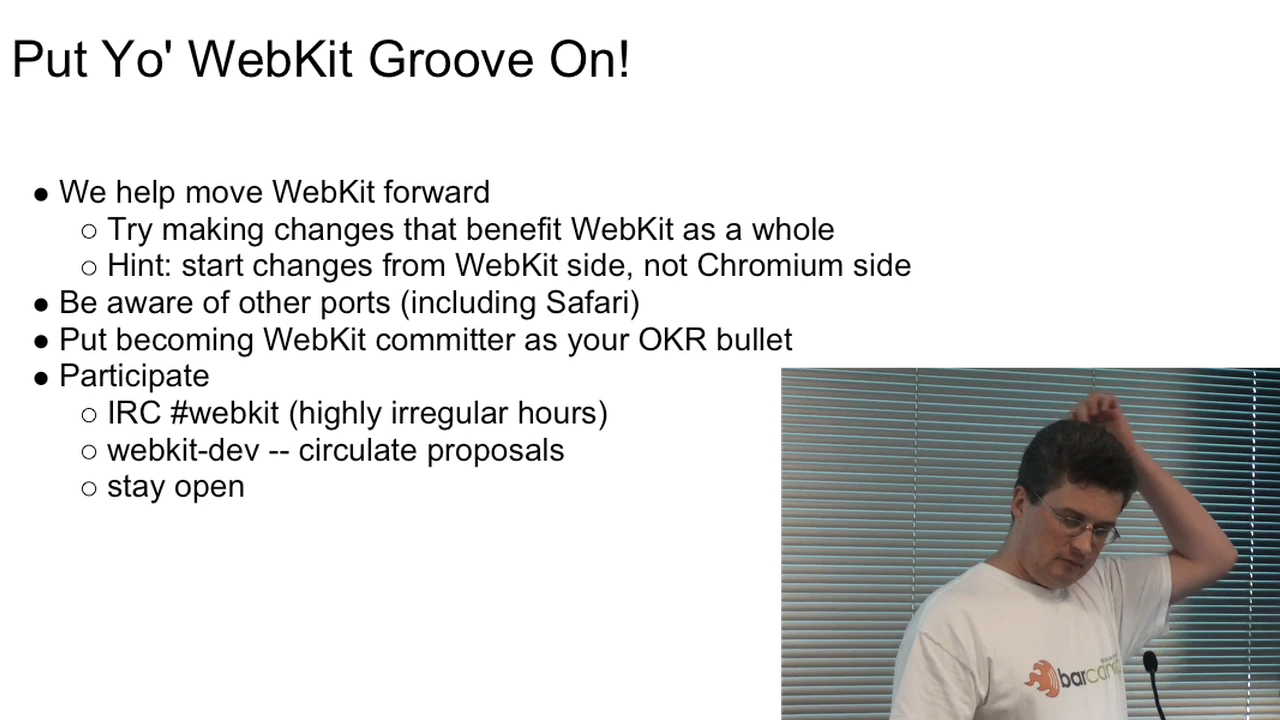 Put Yo' WebKit Groove On!
● We help move WebKit forward
○ Try making changes that benefit WebKit as a whole
○ Hint: start changes from WebKit side, not Chromium side
● Be aware of other ports (including Safari)
● Put becoming WebKit committer as your OKR bullet
● Participate
○ IRC #webkit (highly irregular hours)
○ webkit-dev -- circulate proposals
○ stay open
barcamp